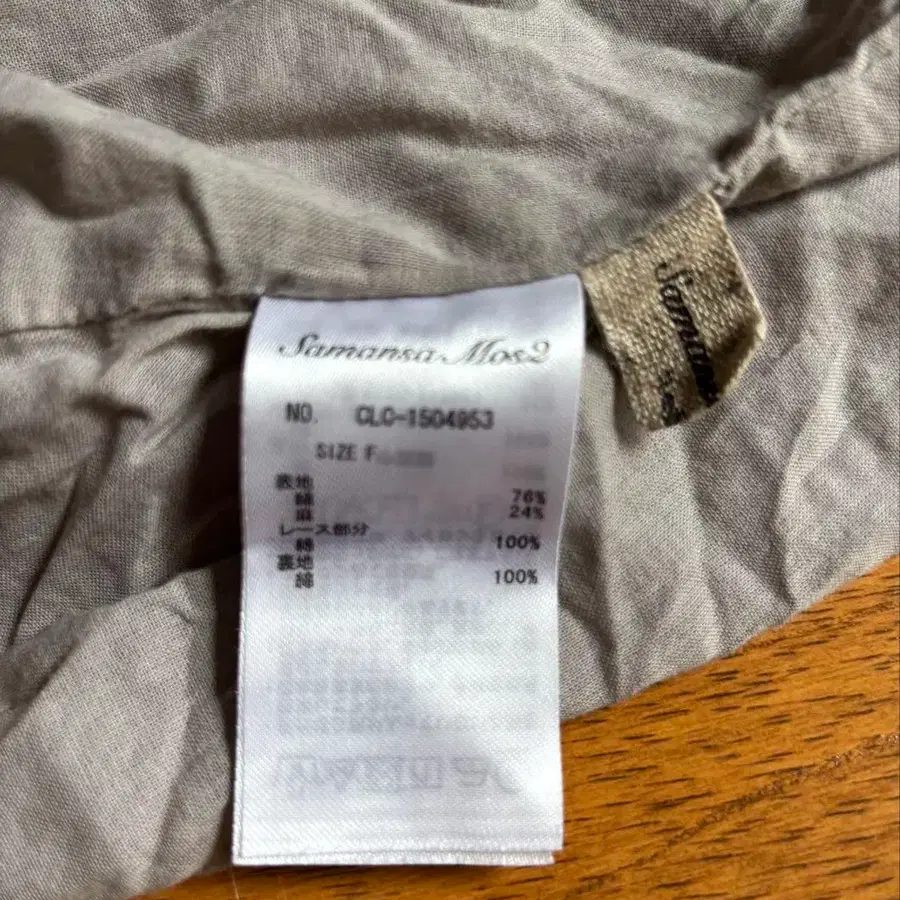 Samansa Mos2
NO. CLC-1504953
SIZE F
表地
綿 76%
麻 24%
レース部分
綿 100%
裏地
綿 100%
Samans